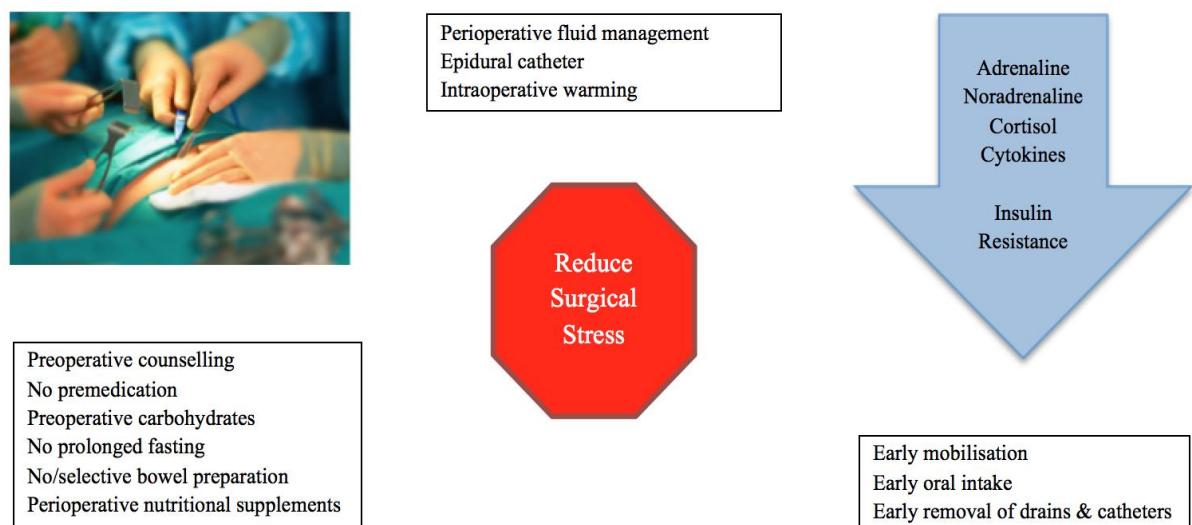 Perioperative fluid management
Epidural catheter
Intraoperative warming
Adrenaline
Noradrenaline
Cortisol
Cytokines
Insulin
Resistance
Reduce
Surgical
Stress
Preoperative counselling
No premedication
Preoperative carbohydrates
No prolonged fasting
No/selective bowel preparation
Perioperative nutritional supplements
Early mobilisation
Early oral intake
Early removal of drains & catheters